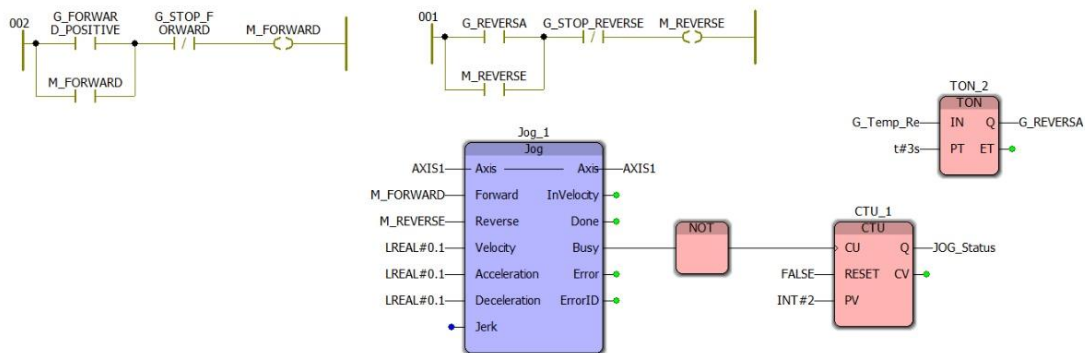 002
G_FORWAR
D_POSITIVE
G_STOP_F
ORWARD
M_FORWARD
M_FORWARD
001
G_REVERSA
G_STOP_REVERSE
M_REVERSE
M_REVERSE
TON_2
TON
G_Temp_Re
IN
Q
G_REVERSA
t#3s
PT
ET
Jog_1
Jog
AXIS1
Axis
Axis
AXIS1
M_FORWARD
Forward
InVelocity
M_REVERSE
Reverse
Done
LREAL#0.1
Velocity
Busy
LREAL#0.1
Acceleration
Error
LREAL#0.1
Deceleration
ErrorID
Jerk
NOT
CTU_1
CTU
CU
Q
JOG_Status
FALSE
RESET
CV
INT#2
PV